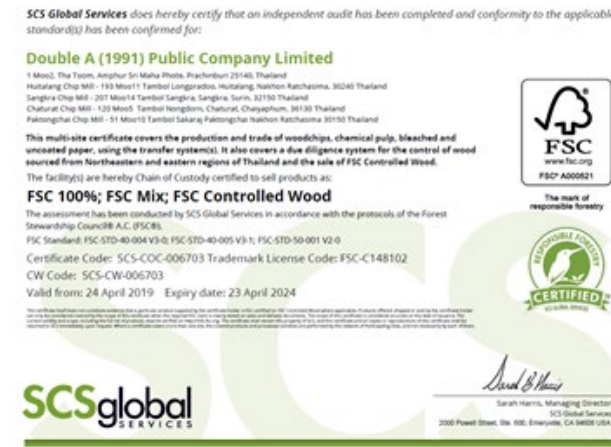 SCS Global Services does hereby certify that an independent audit has been completed and conformity to the applicable
standard(s) has been confirmed for:
Double A (1991) Public Company Limited
1 Moo2, Tha Toom, Amphur Sri Maha Phote, Prachinburi 25140, Thailand
Huitalang Chip Mill - 193 Moo11 Tambol Longpradoo, Huitalang, Nakhon Ratchasima, 30240 Thailand
Sangkra Chip Mill - 207 Moo14 Tambol Sangkra, Sangkra, Surin, 32150 Thailand
Chaturat Chip Mill - 120 Moo5 Tambol Nongdorn, Chaturat, Chaiyaphum, 36130 Thailand
Paktongchai Chip Mill - 51 Moo10 Tambol Sakaraj Paktongchai Nakhon Ratchasima 30150 Thailand
This multi-site certificate covers the production and trade of woodchips, chemical pulp, bleached and
uncoated paper, using the transfer system(s). It also covers a due diligence system for the control of wood
sourced from Northeastern and eastern regions of Thailand and the sale of FSC Controlled Wood.
The facility(s) are hereby Chain of Custody certified to sell products as:
FSC 100%; FSC Mix; FSC Controlled Wood
The assessment has been conducted by SCS Global Services in accordance with the protocols of the Forest
Stewardship Council® A.C. (FSC®).
FSC Standard: FSC-STD-40-004 V3-0; FSC-STD-40-005 V3-1; FSC-STD-50-001 V2-0
Certificate Code: SCS-COC-006703 Trademark License Code: FSC-C148102
CW Code: SCS-CW-006703
Valid from: 24 April 2019 Expiry date: 23 April 2024
FSC
www.fsc.org
FSC® A000521
The mark of
responsible forestry
RESPONSIBLE FORESTRY
CERTIFIED
SCS GLOBAL SERVICES
SCSglobal
SERVICES
Sarah Harris, Managing Director
SCS Global Services
2000 Powell Street, Ste. 600, Emeryville, CA 94608 USA
SCS